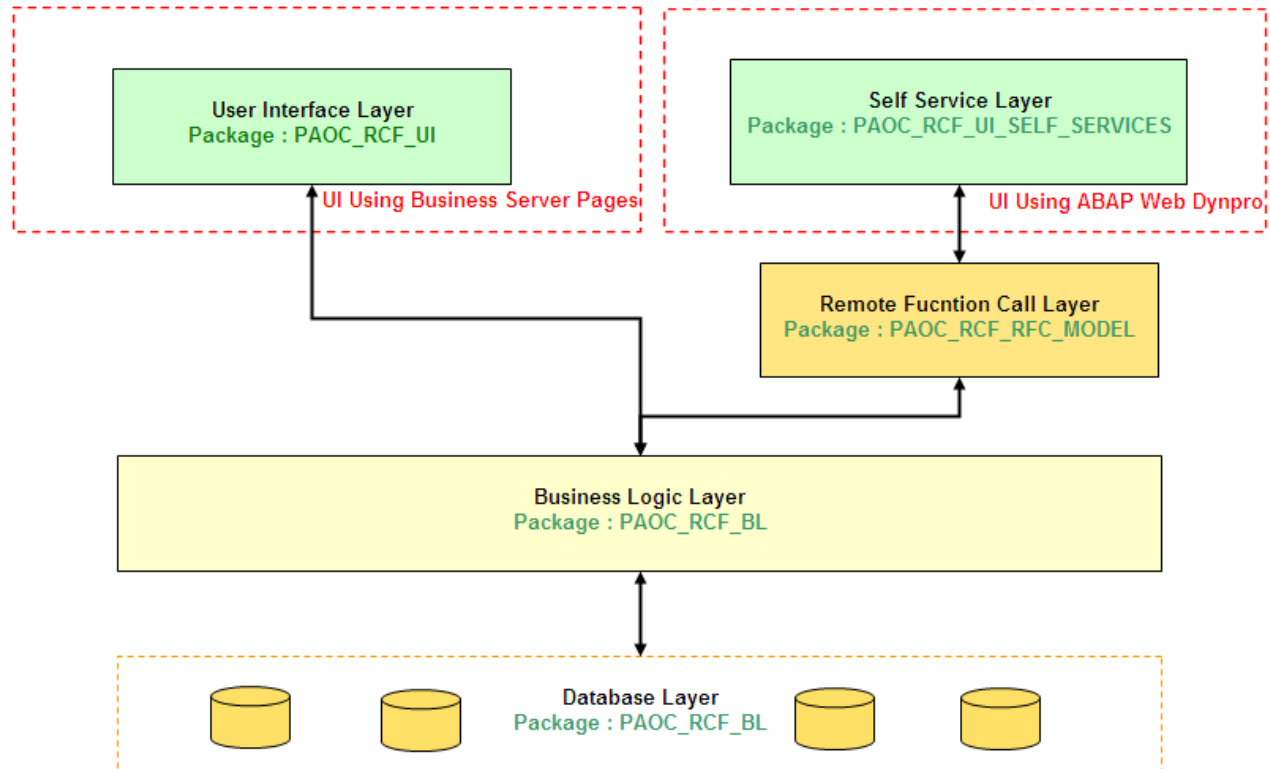 User Interface Layer
Package : PAOC_RCF_UI
UI Using Business Server Pages
Self Service Layer
Package : PAOC_RCF_UI_SELF_SERVICES
UI Using ABAP Web Dynpro
Remote Fucntion Call Layer
Package : PAOC_RCF_RFC_MODEL
Business Logic Layer
Package : PAOC_RCF_BL
Database Layer
Package : PAOC_RCF_BL